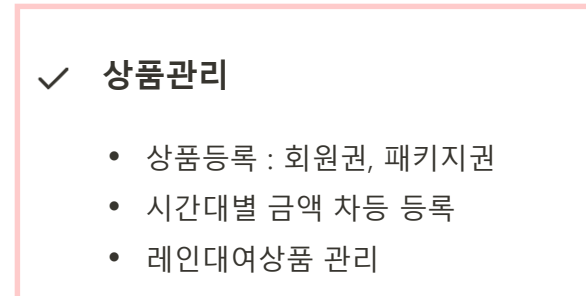 ✓ 상품관리
• 상품등록 : 회원권, 패키지권
• 시간대별 금액 차등 등록
• 레인대여상품 관리